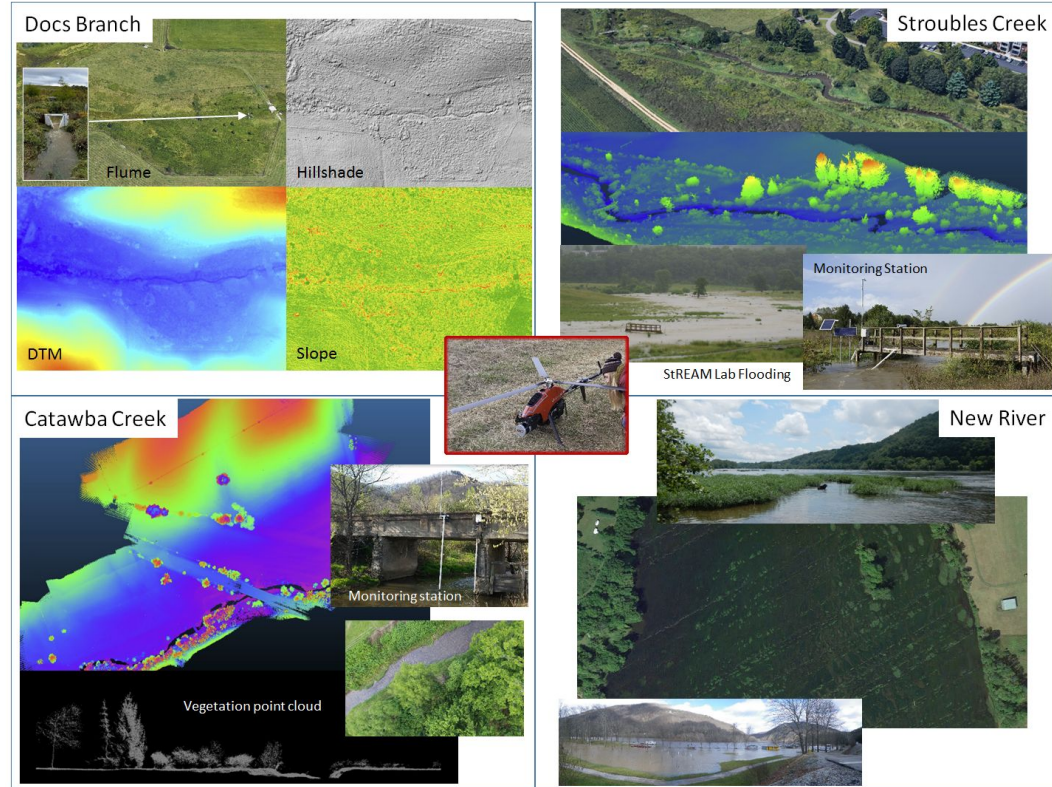 Docs Branch
Flume
Hillshade
DTM
Slope
Stroubles Creek
Monitoring Station
StREAM Lab Flooding
Catawba Creek
Monitoring station
Vegetation point cloud
New River